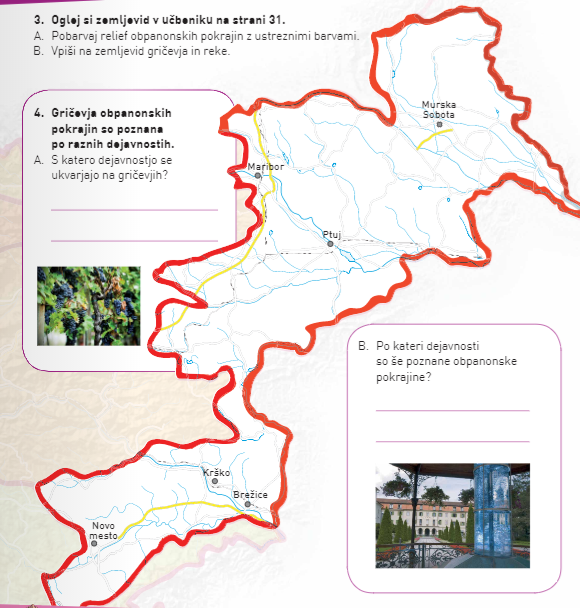 3. Oglej si zemljevid v učbeniku na strani 31.
A. Pobarvaj relief obpanonskih pokrajin z ustreznimi barvami.
B. Vpiši na zemljevid gričevja in reke.
4. Gričevja obpanonskih
pokrajin so poznana
po raznih dejavnostih.
A. S katero dejavnostjo se
ukvarjajo na gričevjih?
Murska
Sobota
Maribor
Ptuj
B. Po kateri dejavnosti
so še poznane obpanonske
pokrajine?
Krško
Brežice
Novo
mesto